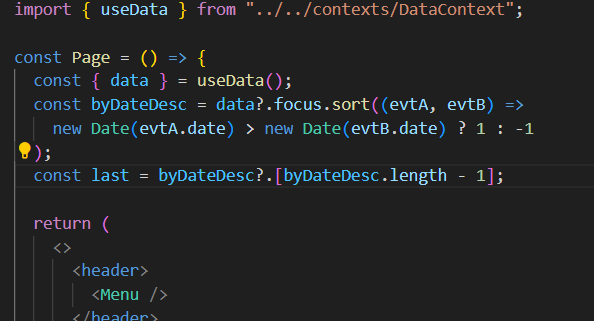 import { useData } from "../../contexts/DataContext";
const Page = () => {
const { data } = useData();
const byDateDesc = data?.focus.sort((evtA, evtB) =>
new Date(evtA.date) > new Date(evtB.date) ? 1 : -1
);
const last = byDateDesc?.[byDateDesc.length - 1];
return (
<>
<header>
<Menu />
</header>